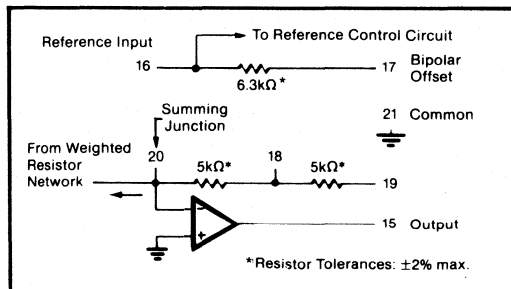 To Reference Control Circuit
Reference Input
16
17
Bipolar
Offset
6.3kΩ*
21 Common
Summing
Junction
From Weighted
Resistor
Network
20
5kΩ*
18
5kΩ*
19
15 Output
*Resistor Tolerances: ±2% max.